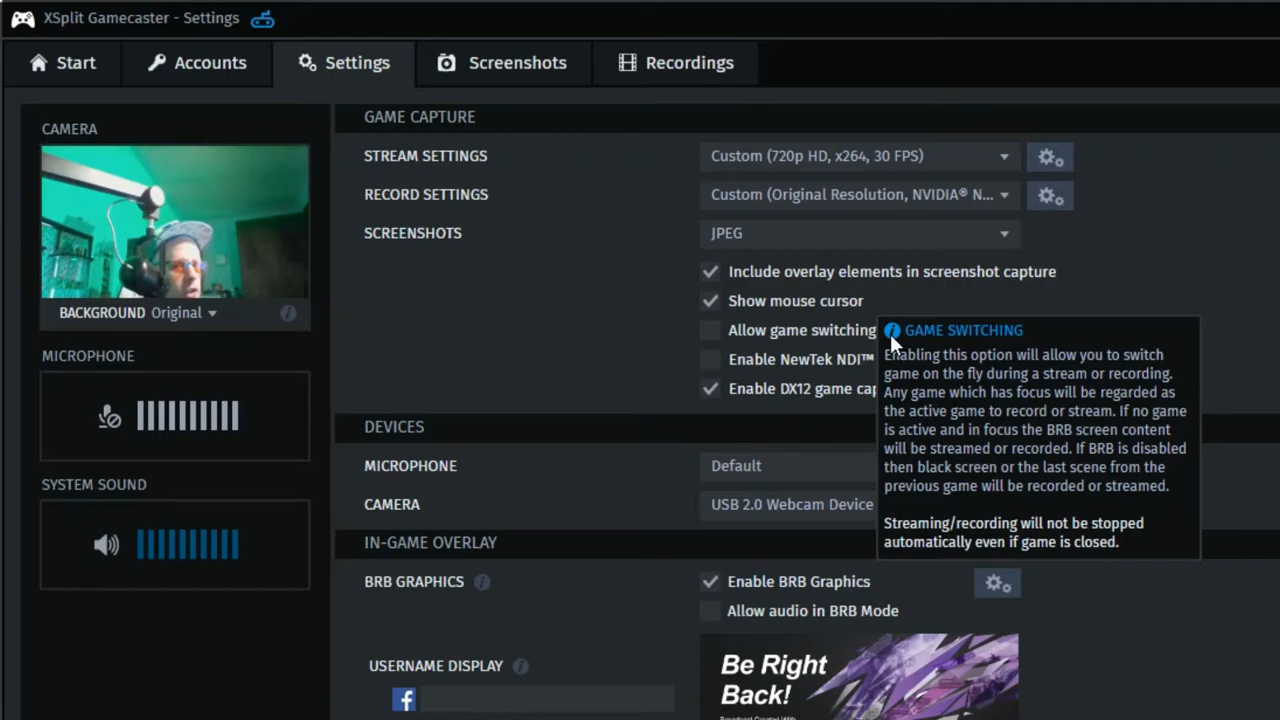 XSplit Gamecaster - Settings
Start
Accounts
Settings
Screenshots
Recordings
CAMERA
BACKGROUND Original
MICROPHONE
SYSTEM SOUND
GAME CAPTURE
STREAM SETTINGS
Custom (720p HD, x264, 30 FPS)
RECORD SETTINGS
Custom (Original Resolution, NVIDIA® N...
SCREENSHOTS
JPEG
Include overlay elements in screenshot capture
Show mouse cursor
Allow game switching
Enable NewTek NDI™
Enable DX12 game cap
GAME SWITCHING
Enabling this option will allow you to switch
game on the fly during a stream or recording.
Any game which has focus will be regarded as
the active game to record or stream. If no game
is active and in focus the BRB screen content
will be streamed or recorded. If BRB is disabled
then black screen or the last scene from the
previous game will be recorded or streamed.
Streaming/recording will not be stopped
automatically even if game is closed.
DEVICES
MICROPHONE
Default
CAMERA
USB 2.0 Webcam Device
IN-GAME OVERLAY
BRB GRAPHICS
Enable BRB Graphics
Allow audio in BRB Mode
Be Right
Back!
USERNAME DISPLAY